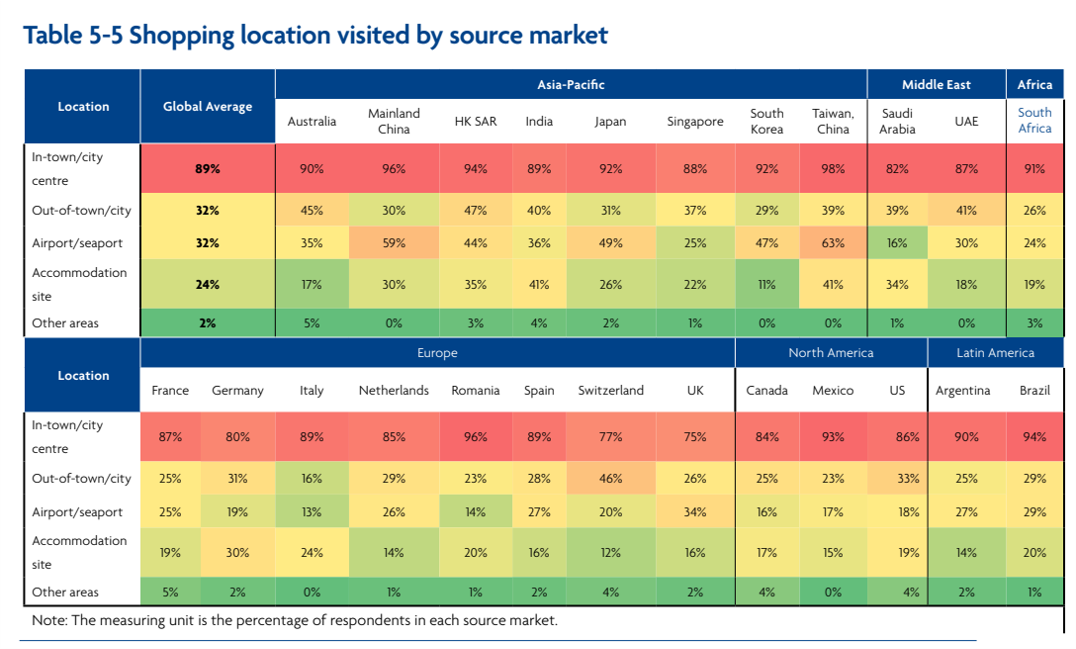 Table 5-5 Shopping location visited by source market
Location Global Average Asia-Pacific Middle East Africa
Australia Mainland China HK SAR India Japan Singapore South Korea Taiwan, China Saudi Arabia UAE South Africa
In-town/city centre 89% 90% 96% 94% 89% 92% 88% 92% 98% 82% 87% 91%
Out-of-town/city 32% 45% 30% 47% 40% 31% 37% 29% 39% 39% 41% 26%
Airport/seaport 32% 35% 59% 44% 36% 49% 25% 47% 63% 16% 30% 24%
Accommodation site 24% 17% 30% 35% 41% 26% 22% 11% 41% 34% 18% 19%
Other areas 2% 5% 0% 3% 4% 2% 1% 0% 0% 1% 0% 3%
Location Europe North America Latin America
France Germany Italy Netherlands Romania Spain Switzerland UK Canada Mexico US Argentina Brazil
In-town/city centre 87% 80% 89% 85% 96% 89% 77% 75% 84% 93% 86% 90% 94%
Out-of-town/city 25% 31% 16% 29% 23% 28% 46% 26% 25% 23% 33% 25% 29%
Airport/seaport 25% 19% 13% 26% 14% 27% 20% 34% 16% 17% 18% 27% 29%
Accommodation site 19% 30% 24% 14% 20% 16% 12% 16% 17% 15% 19% 14% 20%
Other areas 5% 2% 0% 1% 1% 2% 4% 2% 4% 0% 4% 2% 1%
Note: The measuring unit is the percentage of respondents in each source market.